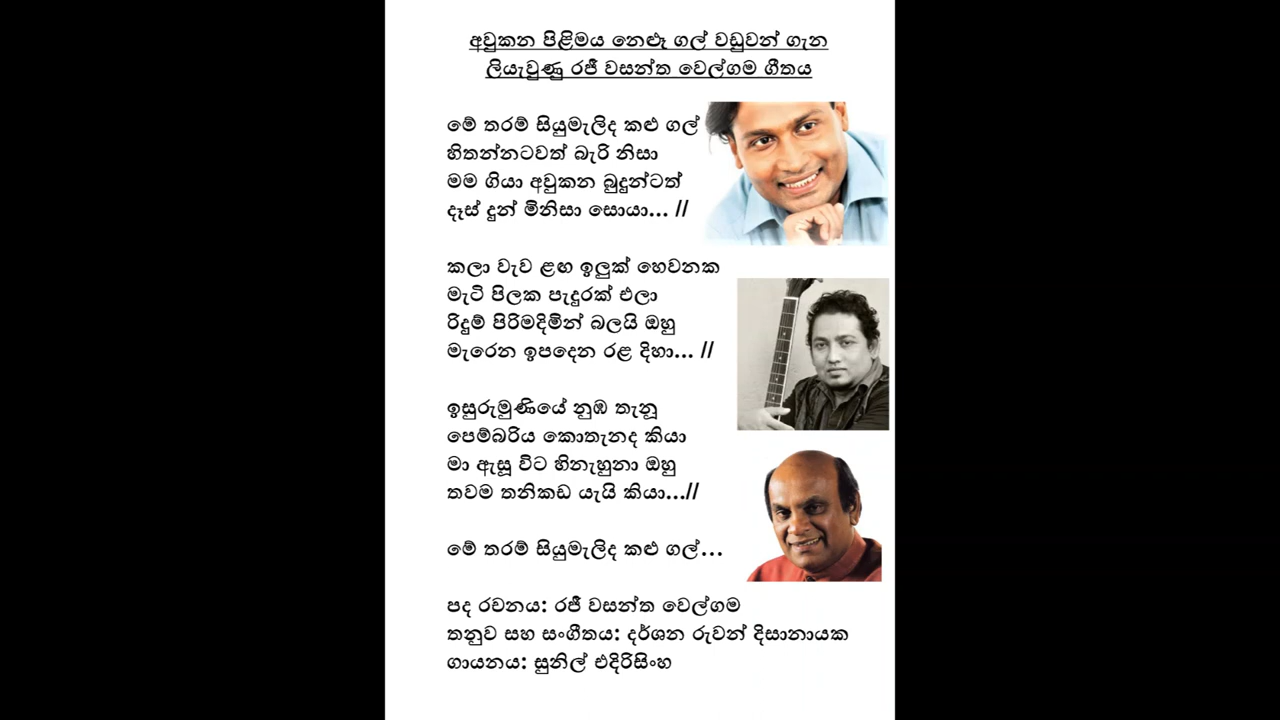 අවුකන පිළිමය නෙළූ ගල් වඩුවන් ගැන
ලියැවුණු රජී වසන්ත වෙල්ගම ගීතය
මේ තරම් සියුමැලිද කළු ගල්
හිතන්නටවත් බැරි නිසා
මම ගියා අවුකන බුදුන්ටත්
දෑස් දුන් මිනිසා සොයා... //
කලා වැව ළඟ ඉලුක් හෙවනක
මැටි පිලක පැදුරක් එලා
රිදුම් පිරිමදිමින් බලයි ඔහු
මැරෙන ඉපදෙන රළ දිහා... //
ඉසුරුමුණියේ නුඹ තැනූ
පෙම්බරිය කොතැනද කියා
මා ඇසූ විට හිනැහුනා ඔහු
තවම තනිකඩ යැයි කියා...//
මේ තරම් සියුමැලිද කළු ගල්...
පද රචනය: රජී වසන්ත වෙල්ගම
තනුව සහ සංගීතය: දර්ශන රුවන් දිසානායක
ගායනය: සුනිල් එදිරිසිංහ